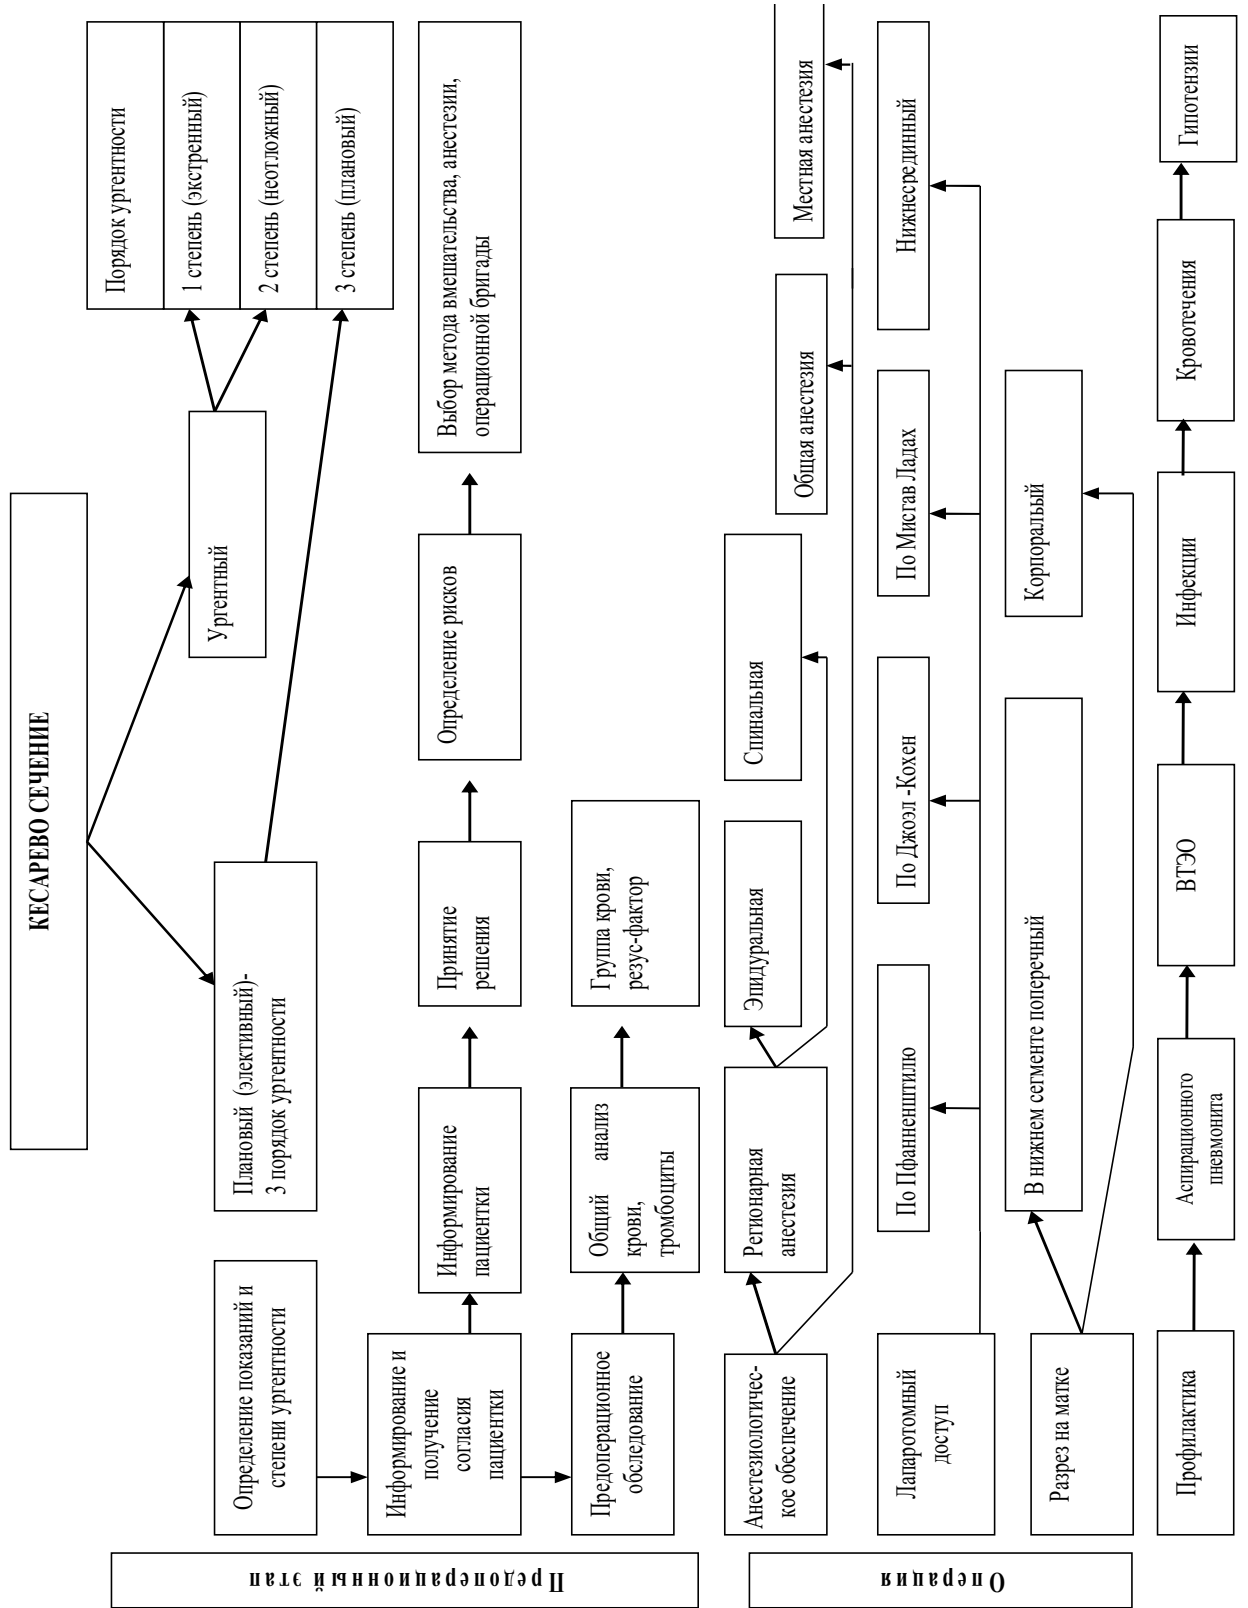 КЕСАРЕВО СЕЧЕНИЕ
Порядок ургентности
1 степень (экстренный)
2 степень (неотложный)
3 степень (плановый)
Ургентный
Плановый (элективный)-
3 порядок ургентности
Предоперационный этап
Определение показаний и
степени ургентности
Информирование и
получение
согласия
пациентки
Информирование
пациентки
Принятие
решения
Определение рисков
Выбор метода вмешательства, анестезии,
операционной бригады
Предоперационное
обследование
Общий анализ
крови,
тромбоциты
Группа крови,
резус-фактор
Операция
Анестезиологичес-
кое обеспечение
Регионарная
анестезия
Эпидуральная
Спинальная
Общая анестезия
Местная анестезия
Лапаротомный
доступ
По Пфанненштилю
По Джоэл -Кохен
По Мисгав Ладах
Нижнесрединный
Разрез на матке
В нижнем сегменте поперечный
Корпоралький
Профилактика
Аспирационного
пневмонита
ВТЭО
Инфекции
Кровотечения
Гипотензии